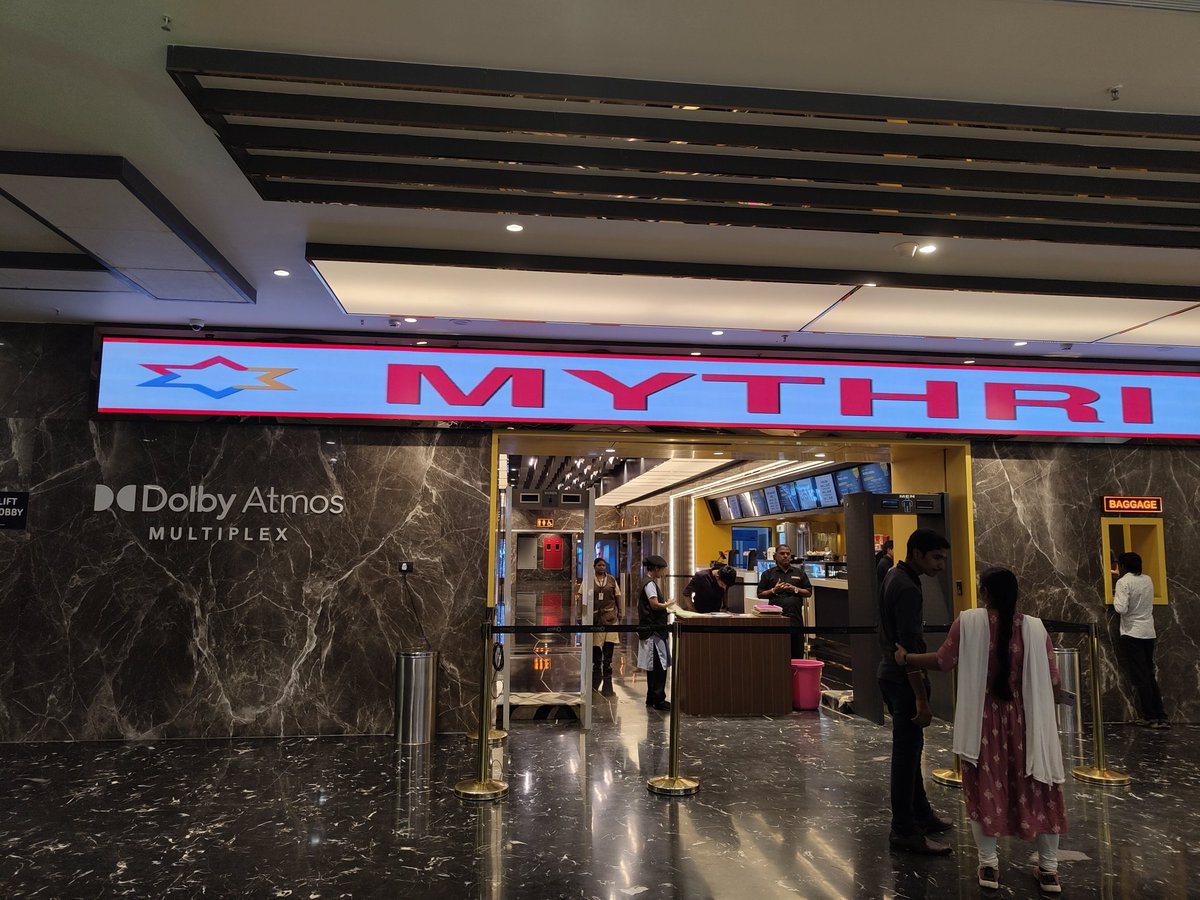 MYTHRI
Dolby Atmos
MULTIPLEX
LIFT
LOBBY
MEN
BAGGAGE